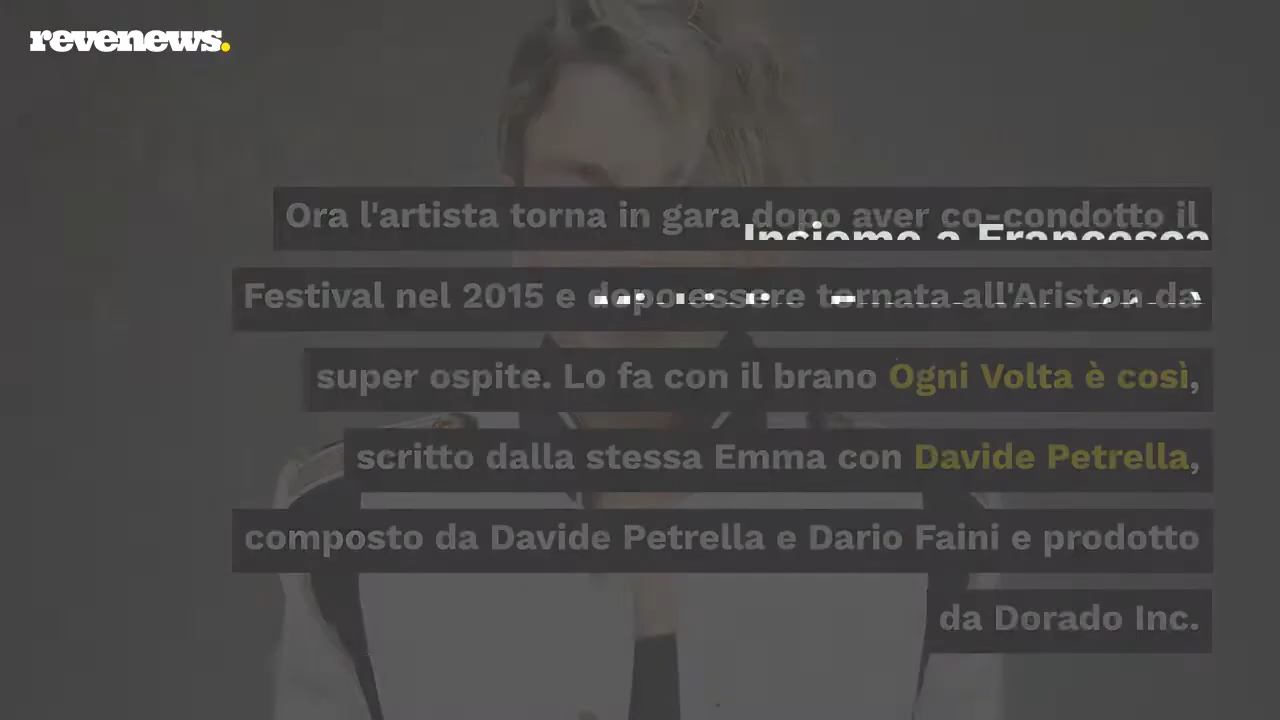 revenews.
Ora l'artista torna in gara dopo aver co-condotto il
Insieme a Francesca
Festival nel 2015 e dopo essere tornata all'Ariston da
super ospite. Lo fa con il brano Ogni Volta è così,
scritto dalla stessa Emma con Davide Petrella,
composto da Davide Petrella e Dario Faini e prodotto
da Dorado Inc.